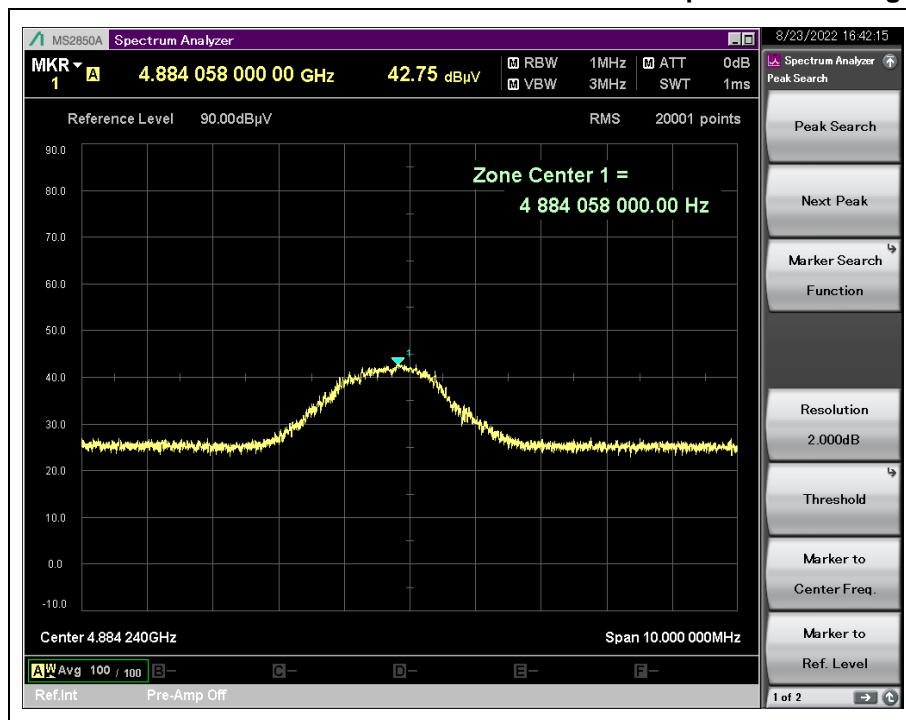 MS2850A Spectrum Analyzer
8/23/2022 16:42:15
MKR A 4.884 058 000 00 GHz 42.75 dBµV M RBW 1MHz M ATT 0dB
1 M VBW 3MHz SWT 1ms
Spectrum Analyzer
Peak Search
Reference Level 90.00dBµV RMS 20001 points
Zone Center 1 =
4 884 058 000.00 Hz
90.0
80.0
70.0
60.0
50.0
40.0
30.0
20.0
10.0
0.0
-10.0
1
Center 4.884 240GHz Span 10.000 000MHz
A W Avg 100 / 100 B- C- D- E- F-
Ref.Int Pre-Amp Off
Peak Search
Next Peak
Marker Search
Function
Resolution
2.000dB
Threshold
Marker to
Center Freq.
Marker to
Ref. Level
1 of 2